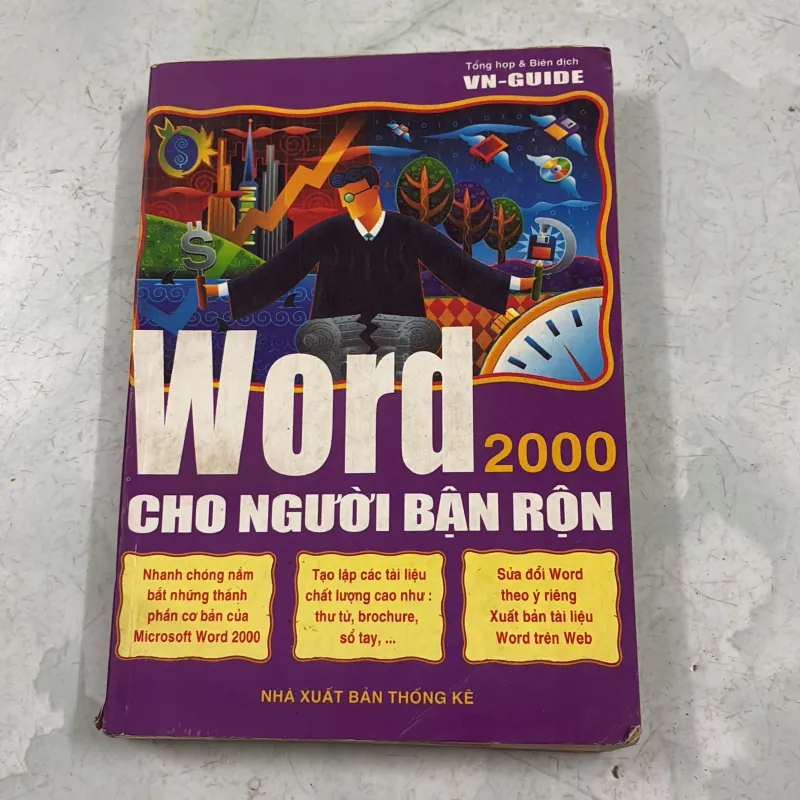 Tổng hợp & Biên dịch
VN-GUIDE
Word 2000
CHO NGƯỜI BẬN RỘN
Nhanh chóng nắm
bắt những thánh
phần cơ bản của
Microsoft Word 2000
Tạo lập các tài liệu
chất lượng cao như :
thư từ, brochure,
sổ tay, ...
Sửa đổi Word
theo ý riêng
Xuất bản tài liệu
Word trên Web
NHÀ XUẤT BẢN THỐNG KÊ